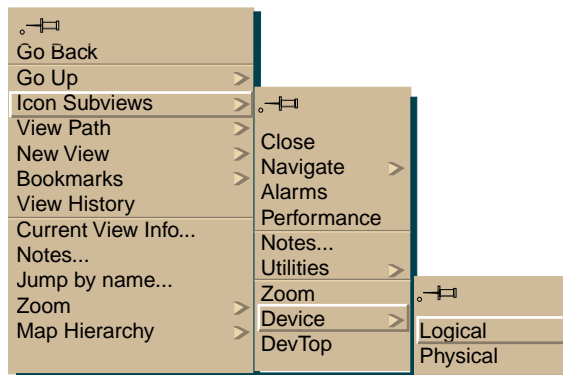 Go Back
Go Up
Icon Subviews
View Path
New View
Bookmarks
View History
Current View Info...
Notes...
Jump by name...
Zoom
Map Hierarchy
Close
Navigate
Alarms
Performance
Notes...
Utilities
Zoom
Device
DevTop
Logical
Physical